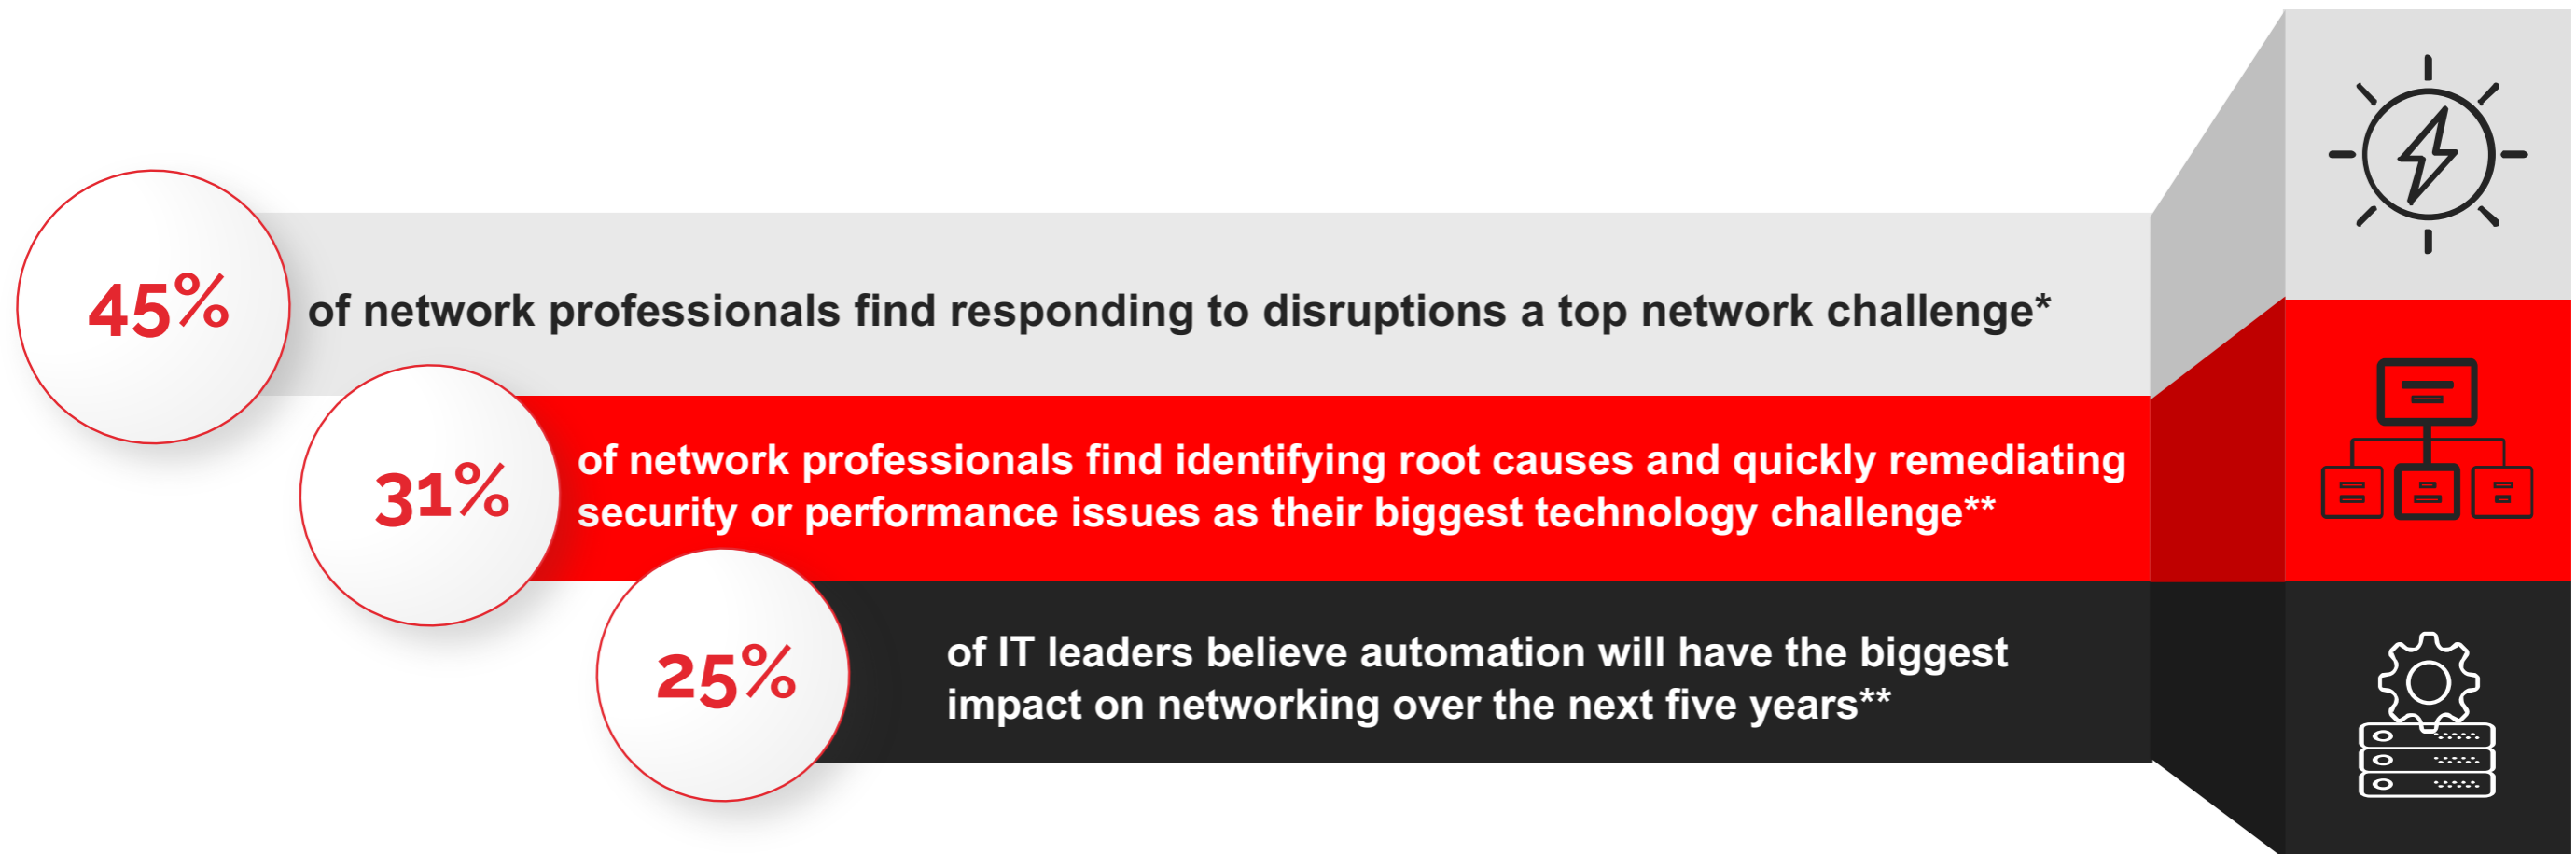 45%
of network professionals find responding to disruptions a top network challenge*
31%
of network professionals find identifying root causes and quickly remediating
security or performance issues as their biggest technology challenge**
25%
of IT leaders believe automation will have the biggest
impact on networking over the next five years**